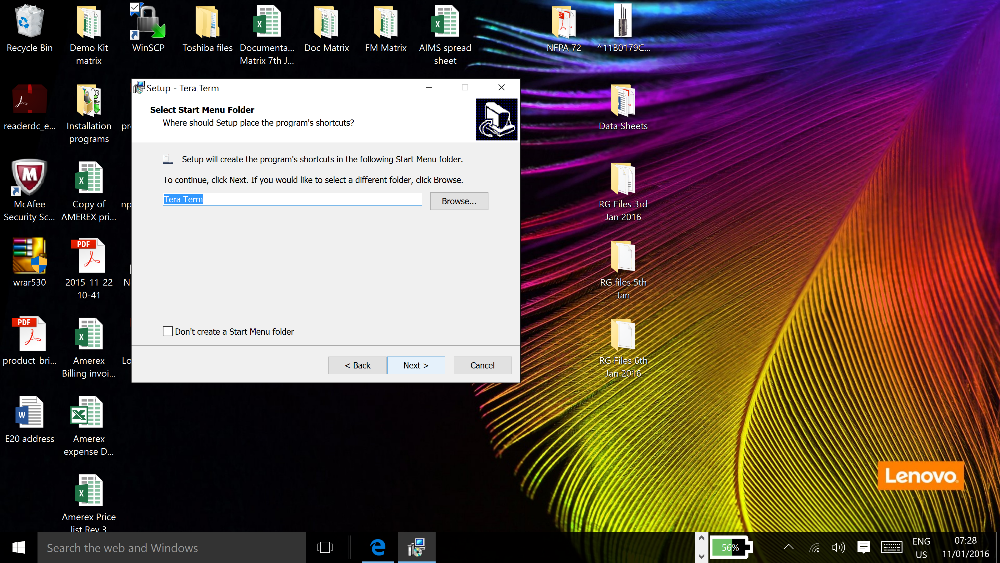 Recycle Bin
Demo Kit
matrix
WinSCP
Toshiba files
Documenta...
Matrix 7th J...
Doc Matrix
FM Matrix
AIMS spread
sheet
NFPA 72
^11B0179C...
readerdc_e...
Installation
programs
Data Sheets
McAfee
Security Sc...
Copy of
AMEREX pri...
RG Files 3rd
Jan 2016
wrar530
PDF
2015-11-22
10-41
RG files 5th
Jan
PDF
product-bri...
Amerex
Billing invoi...
RG Files 6th
Jan 2016
E20 address
Amerex
expense D...
Amerex Price
list Rev 3
Setup - Tera Term
Select Start Menu Folder
Where should Setup place the program's shortcuts?
Setup will create the program's shortcuts in the following Start Menu folder.
To continue, click Next. If you would like to select a different folder, click Browse.
Tera Term
Browse...
Don't create a Start Menu folder
< Back
Next >
Cancel
Lenovo
Search the web and Windows
56%
ENG
US
07:28
11/01/2016